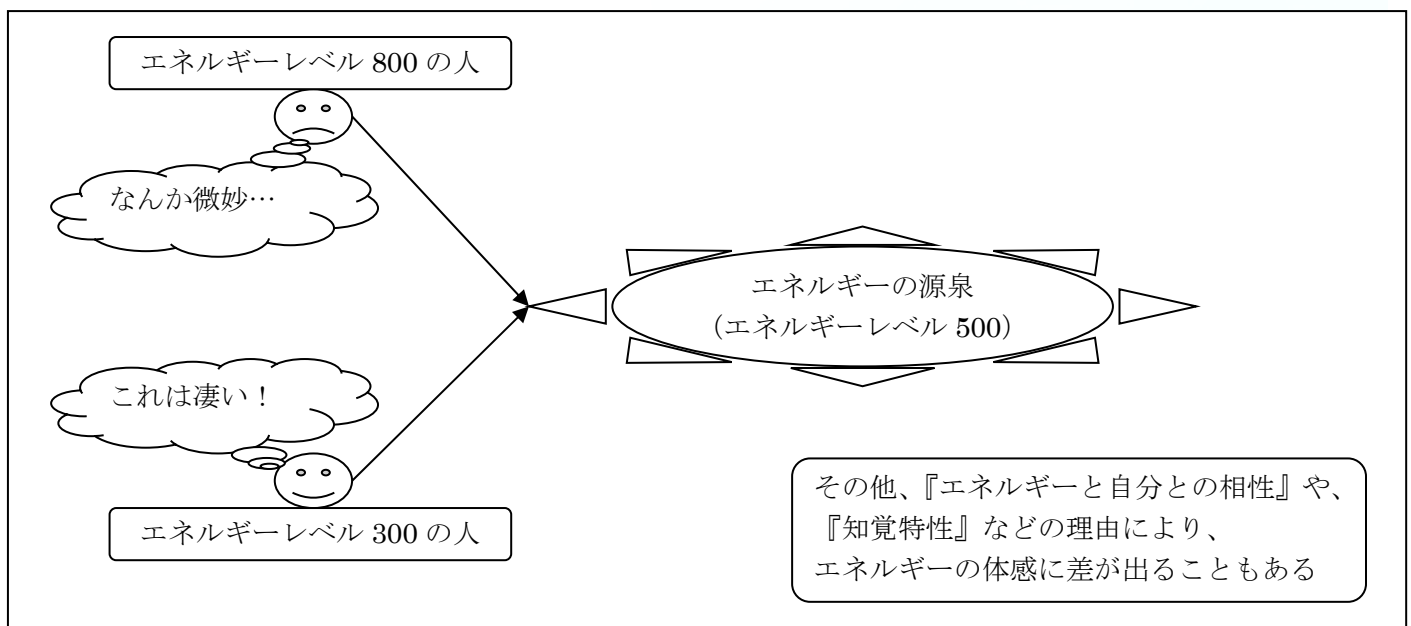 エネルギーレベル 800 の人
なんか微妙…
エネルギーの源泉
（エネルギーレベル 500）
これは凄い！
エネルギーレベル 300 の人
その他、『エネルギーと自分との相性』や、
『知覚特性』などの理由により、
エネルギーの体感に差が出ることもある